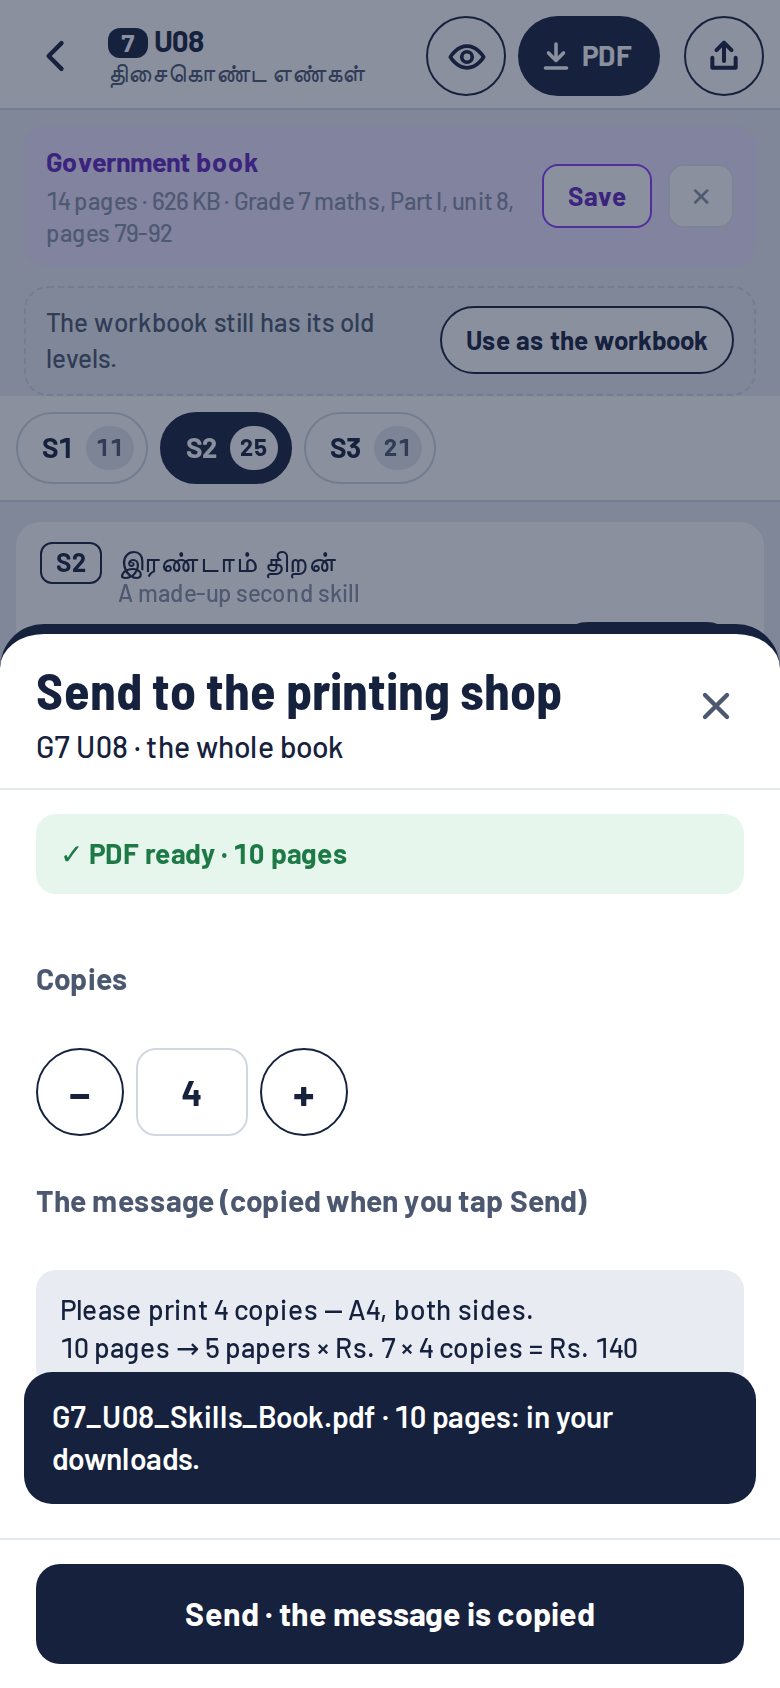 7 U08
திசைகொண்ட எண்கள்
PDF
Government book
14 pages · 626 KB · Grade 7 maths, Part I, unit 8,
pages 79-92
Save
×
The workbook still has its old
levels.
Use as the workbook
S1 11
S2 25
S3 21
S2 இரண்டாம் திறன்
A made-up second skill
Send to the printing shop
G7 U08 · the whole book
✓ PDF ready · 10 pages
Copies
− 4 +
The message (copied when you tap Send)
Please print 4 copies — A4, both sides.
10 pages → 5 papers × Rs. 7 × 4 copies = Rs. 140
G7_U08_Skills_Book.pdf · 10 pages: in your
downloads.
Send · the message is copied